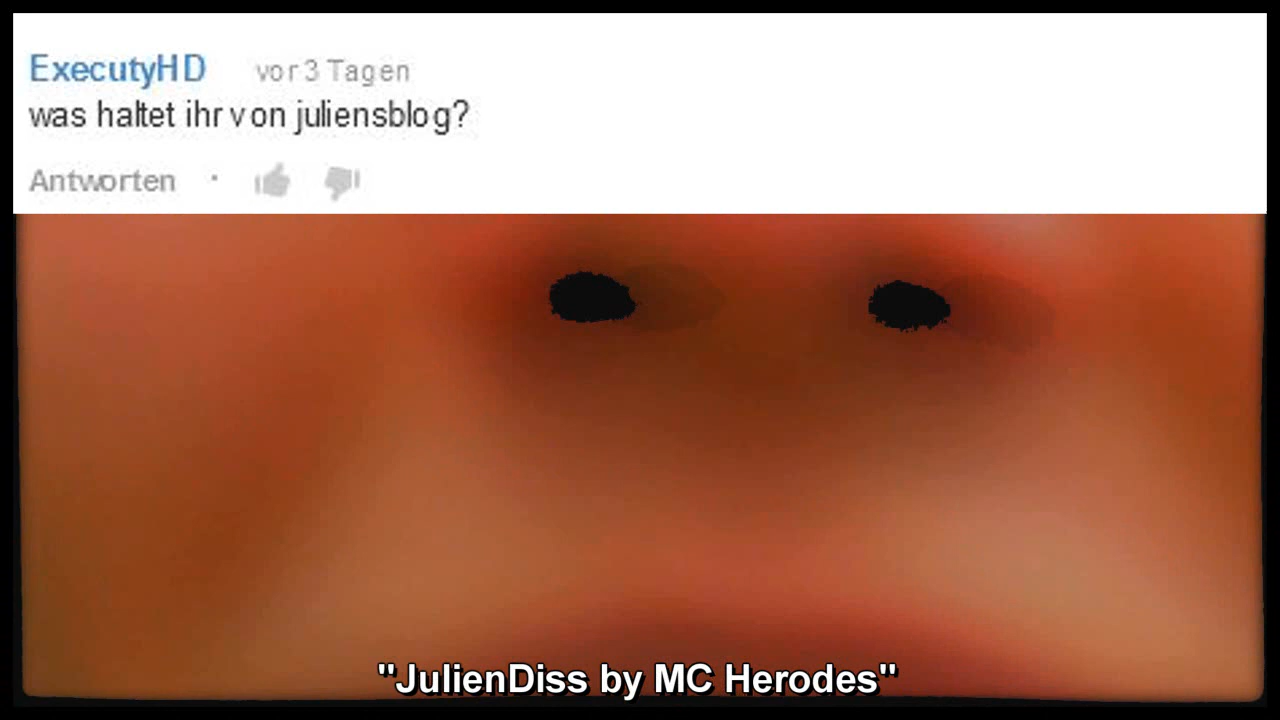 ExecutyHD vor 3 Tagen
was haltet ihr von juliensblog?
Antworten ·
"JulienDiss by MC Herodes"